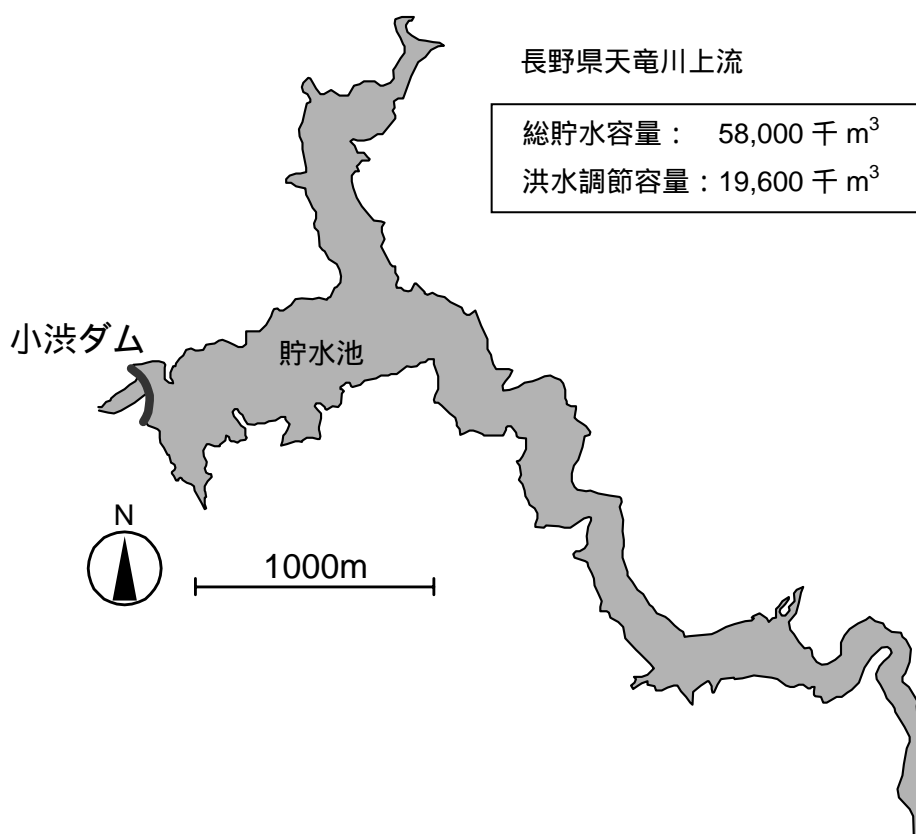 長野県天竜川上流
総貯水容量： 58,000 千 m³
洪水調節容量：19,600 千 m³
小渋ダム
貯水池
N
1000m